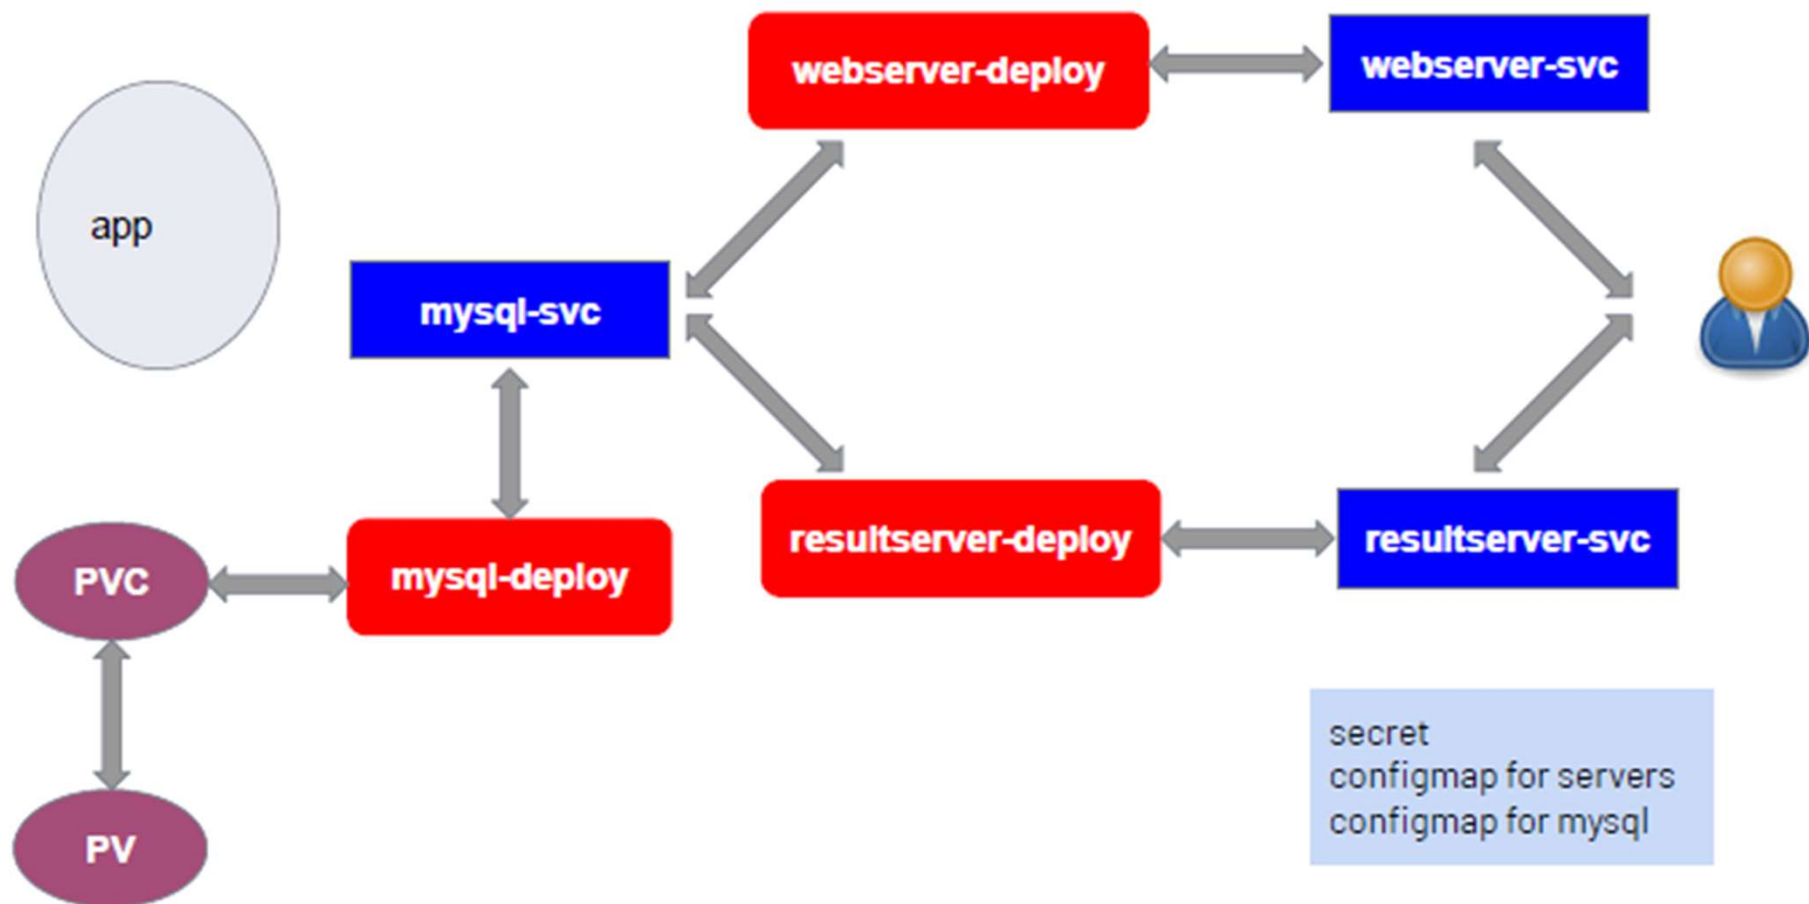 webserver-deploy
webserver-svc
app
mysql-svc
PVC
mysql-deploy
resultserver-deploy
resultserver-svc
secret
configmap for servers
configmap for mysql
PV